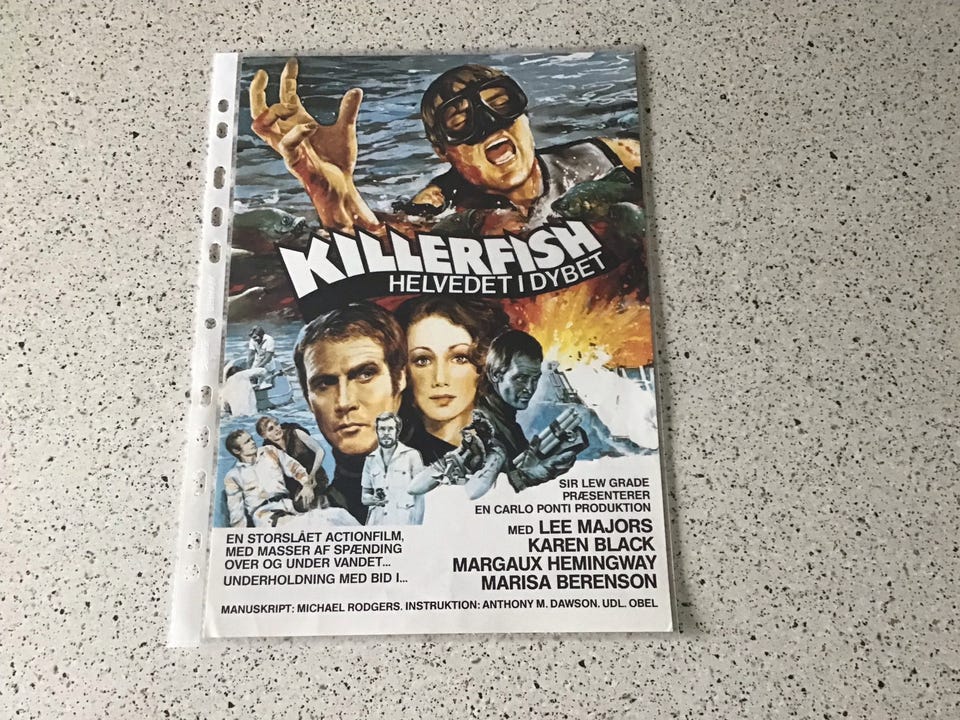 KILLERFISH
HELVEDET I DYBET
SIR LEW GRADE
PRÆSENTERER
EN CARLO PONTI PRODUKTION
MED LEE MAJORS
KAREN BLACK
MARGAUX HEMINGWAY
MARISA BERENSON
EN STORSLÅET ACTIONFILM,
MED MASSER AF SPÆNDING
OVER OG UNDER VANDET...
UNDERHOLDNING MED BID I...
MANUSKRIPT: MICHAEL RODGERS. INSTRUKTION: ANTHONY M. DAWSON. UDL. OBEL